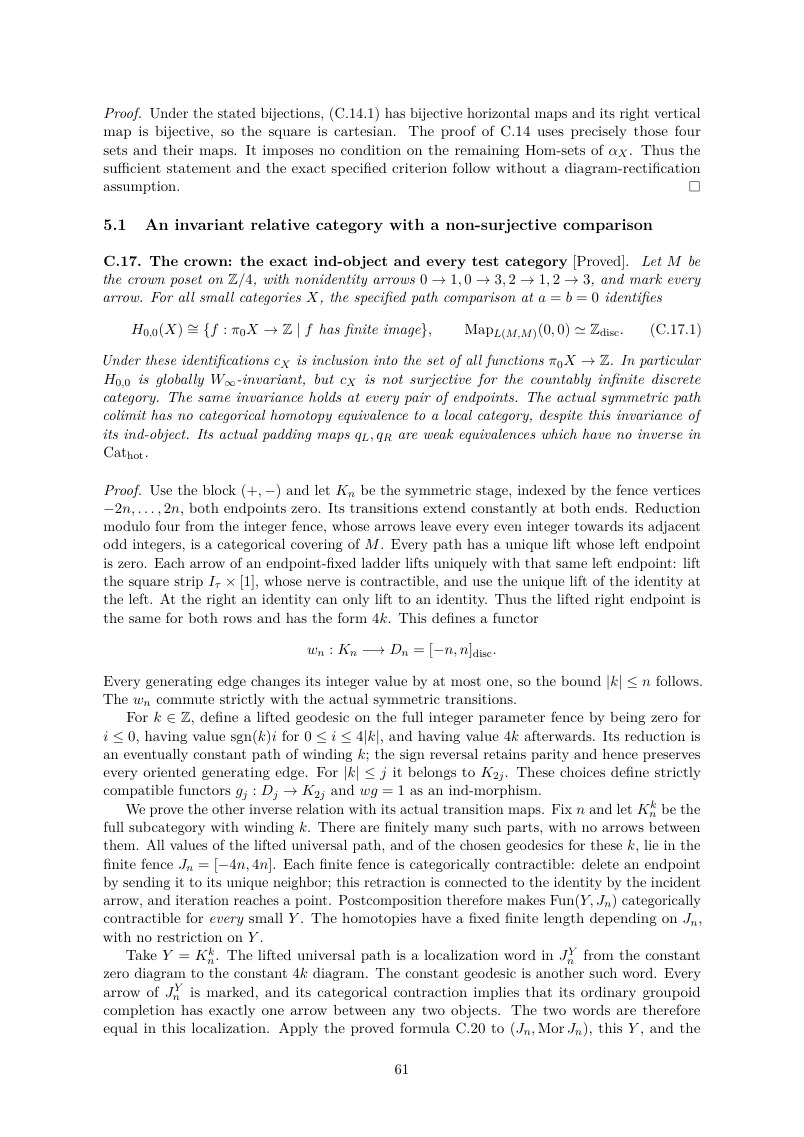 Proof. Under the stated bijections, (C.14.1) has bijective horizontal maps and its right vertical
map is bijective, so the square is cartesian. The proof of C.14 uses precisely those four
sets and their maps. It imposes no condition on the remaining Hom-sets of α_X. Thus the
sufficient statement and the exact specified criterion follow without a diagram-rectification
assumption. □
5.1 An invariant relative category with a non-surjective comparison
C.17. The crown: the exact ind-object and every test category [Proved]. Let M be
the crown poset on ℤ/4, with nonidentity arrows 0 → 1, 0 → 3, 2 → 1, 2 → 3, and mark every
arrow. For all small categories X, the specified path comparison at a = b = 0 identifies
H_{0,0}(X) ≅ {f : π_0X → ℤ | f has finite image}, Map_{L(M,M)}(0, 0) ≃ ℤ_disc. (C.17.1)
Under these identifications c_X is inclusion into the set of all functions π_0X → ℤ. In particular
H_{0,0} is globally W_∞-invariant, but c_X is not surjective for the countably infinite discrete
category. The same invariance holds at every pair of endpoints. The actual symmetric path
colimit has no categorical homotopy equivalence to a local category, despite this invariance of
its ind-object. Its actual padding maps q_L, q_R are weak equivalences which have no inverse in
Cat_hot.
Proof. Use the block (+, −) and let K_n be the symmetric stage, indexed by the fence vertices
−2n, . . . , 2n, both endpoints zero. Its transitions extend constantly at both ends. Reduction
modulo four from the integer fence, whose arrows leave every even integer towards its adjacent
odd integers, is a categorical covering of M. Every path has a unique lift whose left endpoint
is zero. Each arrow of an endpoint-fixed ladder lifts uniquely with that same left endpoint: lift
the square strip I_τ × [1], whose nerve is contractible, and use the unique lift of the identity at
the left. At the right an identity can only lift to an identity. Thus the lifted right endpoint is
the same for both rows and has the form 4k. This defines a functor
w_n : K_n ⟶ D_n = [−n, n]_disc.
Every generating edge changes its integer value by at most one, so the bound |k| ≤ n follows.
The w_n commute strictly with the actual symmetric transitions.
For k ∈ ℤ, define a lifted geodesic on the full integer parameter fence by being zero for
i ≤ 0, having value sgn(k)i for 0 ≤ i ≤ 4|k|, and having value 4k afterwards. Its reduction is
an eventually constant path of winding k; the sign reversal retains parity and hence preserves
every oriented generating edge. For |k| ≤ j it belongs to K_{2j}. These choices define strictly
compatible functors g_j : D_j → K_{2j} and wg = 1 as an ind-morphism.
We prove the other inverse relation with its actual transition maps. Fix n and let K_n^k be the
full subcategory with winding k. There are finitely many such parts, with no arrows between
them. All values of the lifted universal path, and of the chosen geodesics for these k, lie in the
finite fence J_n = [−4n, 4n]. Each finite fence is categorically contractible: delete an endpoint
by sending it to its unique neighbor; this retraction is connected to the identity by the incident
arrow, and iteration reaches a point. Postcomposition therefore makes Fun(Y, J_n) categorically
contractible for every small Y. The homotopies have a fixed finite length depending on J_n,
with no restriction on Y.
Take Y = K_n^k. The lifted universal path is a localization word in J_n^Y from the constant
zero diagram to the constant 4k diagram. The constant geodesic is another such word. Every
arrow of J_n^Y is marked, and its categorical contraction implies that its ordinary groupoid
completion has exactly one arrow between any two objects. The two words are therefore
equal in this localization. Apply the proved formula C.20 to (J_n, Mor J_n), this Y, and the
61